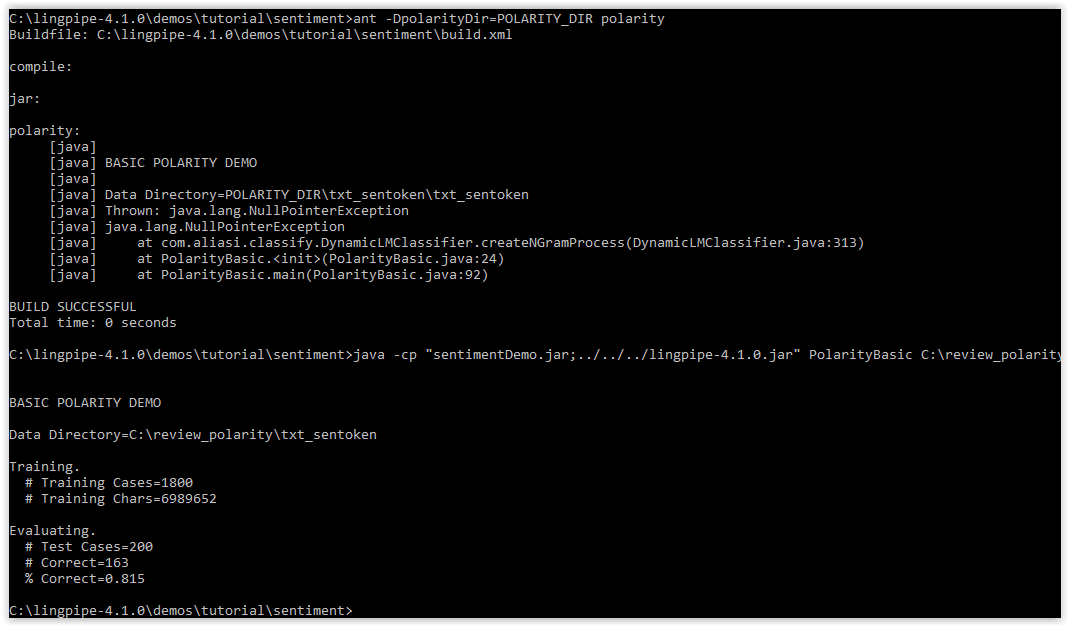 C:\lingpipe-4.1.0\demos\tutorial\sentiment>ant -DpolarityDir=POLARITY_DIR polarity
Buildfile: C:\lingpipe-4.1.0\demos\tutorial\sentiment\build.xml
compile:
jar:
polarity:
[java]
[java] BASIC POLARITY DEMO
[java]
[java] Data Directory=POLARITY_DIR\txt_sentoken\txt_sentoken
[java] Thrown: java.lang.NullPointerException
[java] java.lang.NullPointerException
[java]     at com.aliasi.classify.DynamicLMClassifier.createNGramProcess(DynamicLMClassifier.java:313)
[java]     at PolarityBasic.<init>(PolarityBasic.java:24)
[java]     at PolarityBasic.main(PolarityBasic.java:92)
BUILD SUCCESSFUL
Total time: 0 seconds
C:\lingpipe-4.1.0\demos\tutorial\sentiment>java -cp "sentimentDemo.jar;../../../lingpipe-4.1.0.jar" PolarityBasic C:\review_polarity
BASIC POLARITY DEMO
Data Directory=C:\review_polarity\txt_sentoken
Training.
# Training Cases=1800
# Training Chars=6989652
Evaluating.
# Test Cases=200
# Correct=163
% Correct=0.815
C:\lingpipe-4.1.0\demos\tutorial\sentiment>